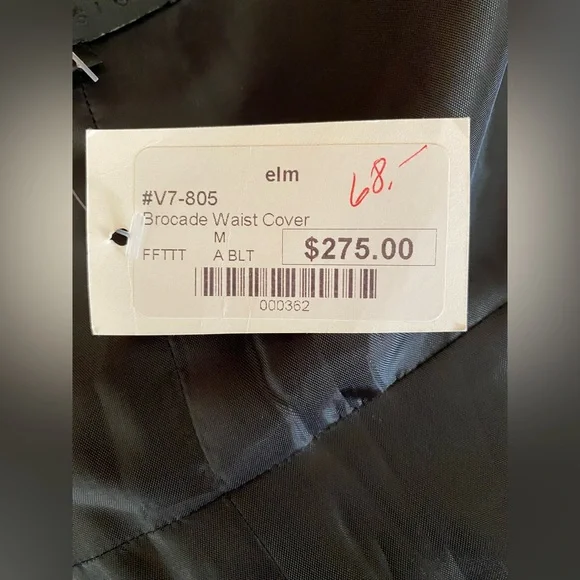 elm
68.-
#V7-805
Brocade Waist Cover
M
FFTTT A BLT $275.00
000362